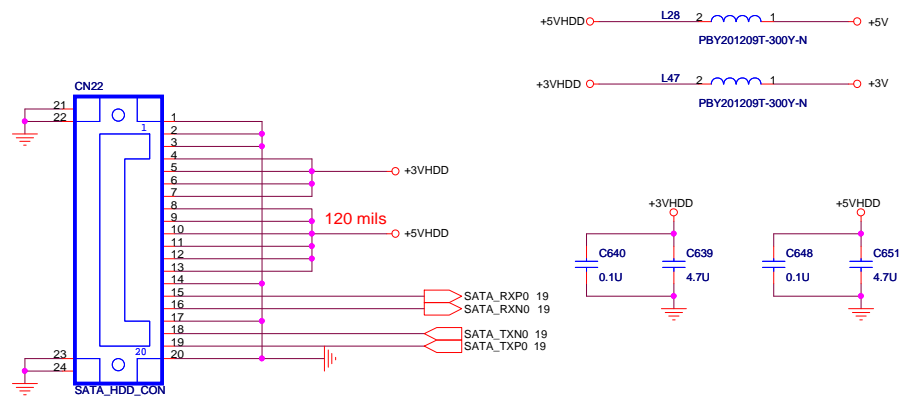 +5VHDD L28 2 1 +5V
PBY201209T-300Y-N
+3VHDD L47 2 1 +3V
PBY201209T-300Y-N
CN22
21
22
1
20
23
24
SATA_HDD_CON
1
2
3
4
5 +3VHDD
6
7
8
9 120 mils
10 +5VHDD
11
12
13
14
15 SATA_RXP0 19
16 SATA_RXN0 19
17
18 SATA_TXN0 19
19 SATA_TXP0 19
20
+3VHDD
C640 C639
0.1U 4.7U
+5VHDD
C648 C651
0.1U 4.7U